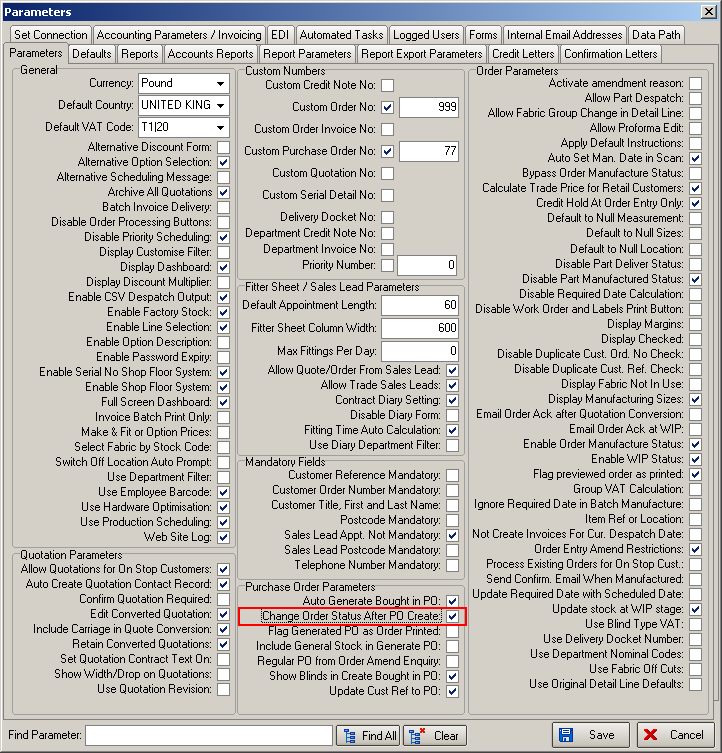 Parameters
Set Connection Accounting Parameters / Invoicing EDI Automated Tasks Logged Users Forms Internal Email Addresses Data Path
Parameters Defaults Reports Accounts Reports Report Parameters Report Export Parameters Credit Letters Confirmation Letters
General
Currency: Pound
Default Country: UNITED KING
Default VAT Code: T1|20
Alternative Discount Form:
Alternative Option Selection:
Alternative Scheduling Message:
Archive All Quotations
Batch Invoice Delivery:
Disable Order Processing Buttons:
Disable Priority Scheduling:
Display Customise Filter:
Display Dashboard:
Display Discount Multiplier:
Enable CSV Despatch Output:
Enable Factory Stock:
Enable Line Selection:
Enable Option Description:
Enable Password Expiry:
Enable Serial No Shop Floor System:
Enable Shop Floor System:
Full Screen Dashboard:
Invoice Batch Print Only:
Make & Fit or Option Prices:
Select Fabric by Stock Code:
Switch Off Location Auto Prompt:
Use Department Filter:
Use Employee Barcode:
Use Hardware Optimisation:
Use Production Scheduling:
Web Site Log:
Quotation Parameters
Allow Quotations for On Stop Customers:
Auto Create Quotation Contact Record:
Confirm Quotation Required:
Edit Converted Quotation:
Include Carriage in Quote Conversion:
Retain Converted Quotations:
Set Quotation Contract Text On:
Show Width/Drop on Quotations:
Use Quotation Revision:
Custom Numbers
Custom Credit Note No:
Custom Order No: 999
Custom Order Invoice No:
Custom Purchase Order No: 77
Custom Quotation No:
Custom Serial Detail No:
Delivery Docket No:
Department Credit Note No:
Department Invoice No:
Priority Number: 0
Fitter Sheet / Sales Lead Parameters
Default Appointment Length: 60
Fitter Sheet Column Width: 600
Max Fittings Per Day: 0
Allow Quote/Order From Sales Lead:
Allow Trade Sales Leads:
Contract Diary Setting:
Disable Diary Form:
Fitting Time Auto Calculation:
Use Diary Department Filter:
Mandatory Fields
Customer Reference Mandatory:
Customer Order Number Mandatory:
Customer Title, First and Last Name:
Postcode Mandatory:
Sales Lead Appt. Not Mandatory:
Sales Lead Postcode Mandatory:
Telephone Number Mandatory:
Purchase Order Parameters
Auto Generate Bought in PO:
Change Order Status After PO Create:
Flag Generated PO as Order Printed:
Include General Stock in Generate PO:
Regular PO from Order Amend Enquiry:
Show Blinds in Create Bought in PO:
Update Cust Ref to PO:
Order Parameters
Activate amendment reason:
Allow Part Despatch:
Allow Fabric Group Change in Detail Line:
Allow Proforma Edit:
Apply Default Instructions:
Auto Set Man. Date in Scan:
Bypass Order Manufacture Status:
Calculate Trade Price for Retail Customers:
Credit Hold At Order Entry Only:
Default to Null Measurement:
Default to Null Sizes:
Default to Null Location:
Disable Part Deliver Status:
Disable Part Manufactured Status:
Disable Required Date Calculation:
Disable Work Order and Labels Print Button:
Display Margins:
Display Checked:
Disable Duplicate Cust. Ord. No Check:
Disable Duplicate Cust. Ref. Check:
Display Fabric Not In Use:
Display Manufacturing Sizes:
Email Order Ack after Quotation Conversion:
Email Order Ack at WIP:
Enable Order Manufacture Status:
Enable WIP Status:
Flag previewed order as printed:
Group VAT Calculation:
Ignore Required Date in Batch Manufacture:
Item Ref or Location:
Not Create Invoices For Cur. Despatch Date:
Order Entry Amend Restrictions:
Process Existing Orders for On Stop Cust.:
Send Confirm. Email When Manufactured:
Update Required Date with Scheduled Date:
Update stock at WIP stage:
Use Blind Type VAT:
Use Delivery Docket Number:
Use Department Nominal Codes:
Use Fabric Off Cuts:
Use Original Detail Line Defaults:
Find Parameter: Find All Clear Save Cancel